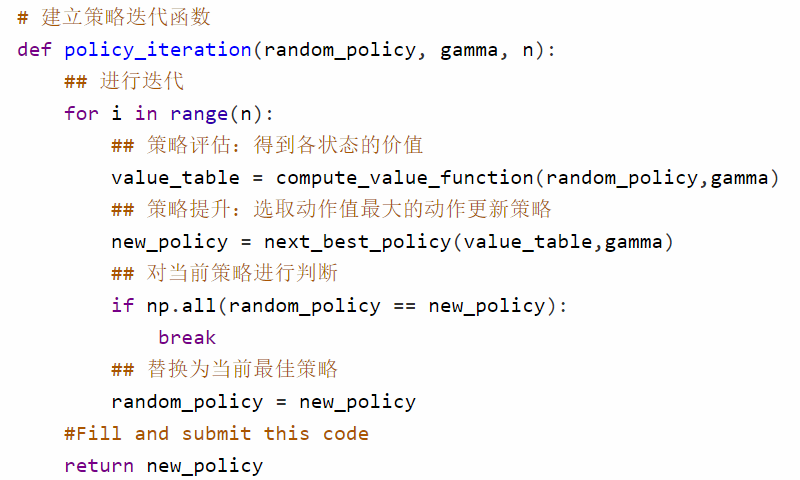 # 建立策略迭代函数
def policy_iteration(random_policy, gamma, n):
    ## 进行迭代
    for i in range(n):
        ## 策略评估：得到各状态的价值
        value_table = compute_value_function(random_policy,gamma)
        ## 策略提升：选取动作值最大的动作更新策略
        new_policy = next_best_policy(value_table,gamma)
        ## 对当前策略进行判断
        if np.all(random_policy == new_policy):
            break
        ## 替换为当前最佳策略
        random_policy = new_policy
    #Fill and submit this code
    return new_policy